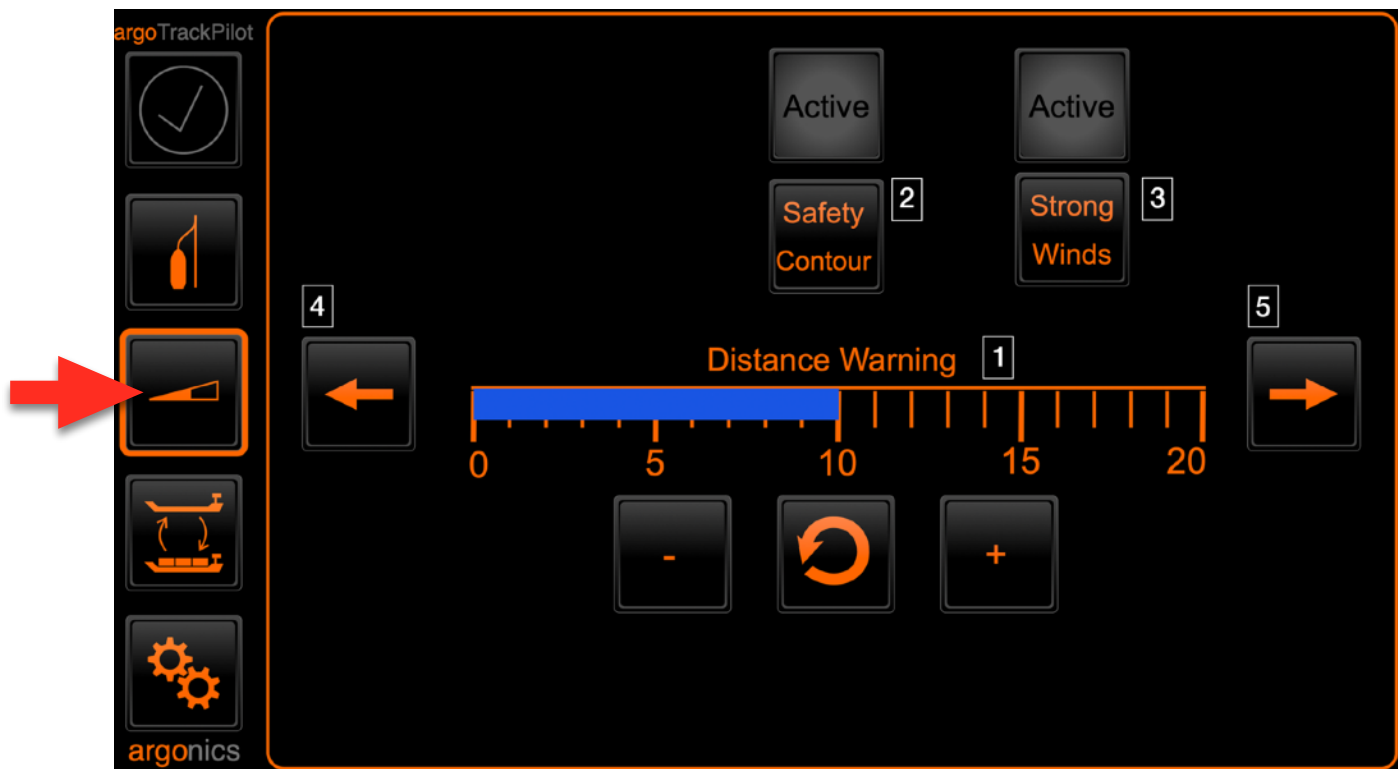 argoTrackPilot
Active
Active
Safety
Contour
2
Strong
Winds
3
4
5
Distance Warning 1
0 5 10 15 20
-
+
argonics